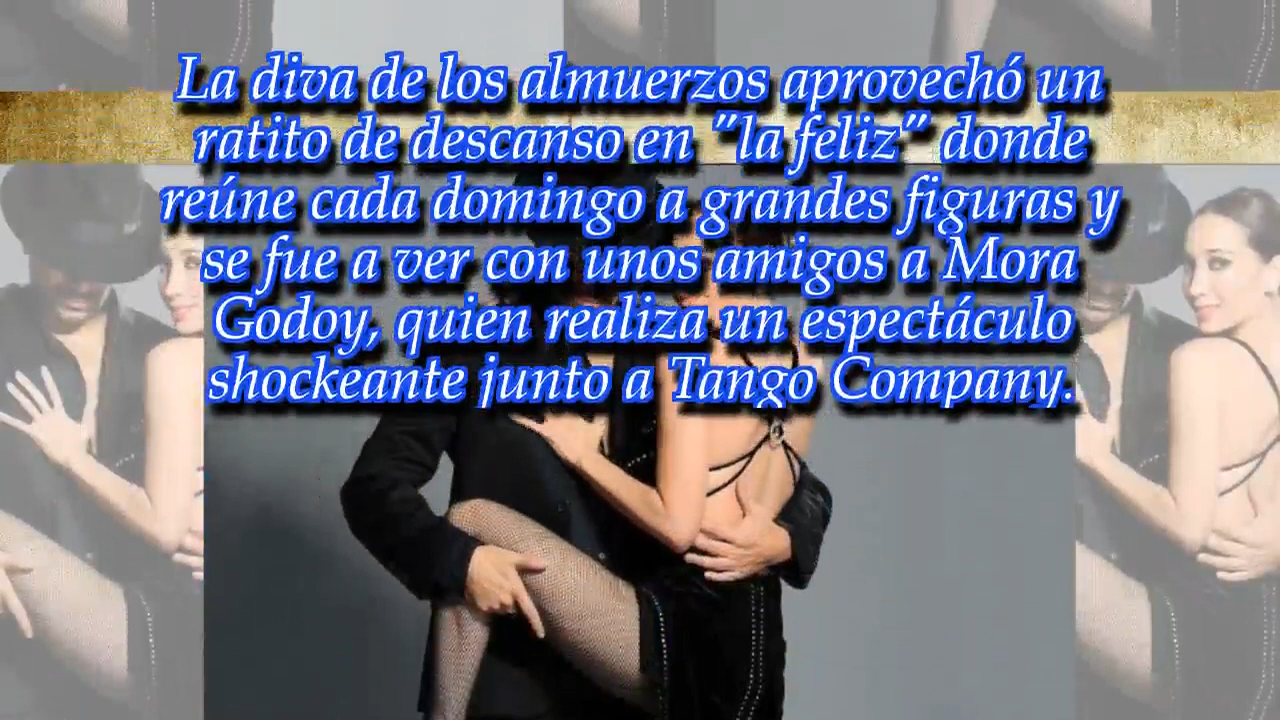 La diva de los almuerzos aprovechó un
ratito de descanso en "la feliz" donde
reúne cada domingo a grandes figuras y
se fue a ver con unos amigos a Mora
Godoy, quien realiza un espectáculo
shockeante junto a Tango Company.